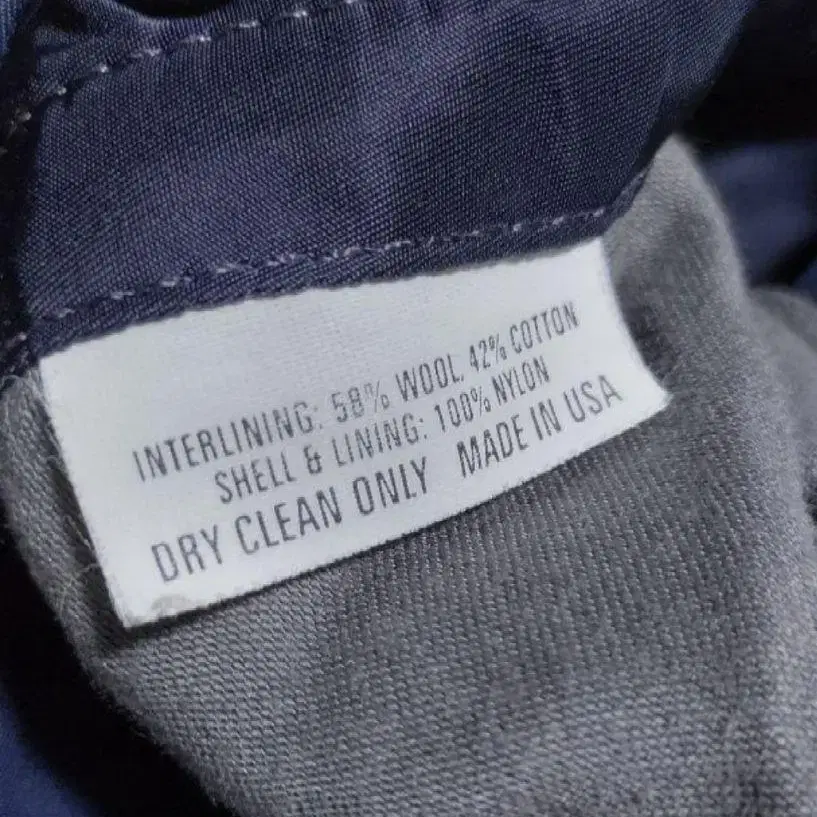 INTERLINING: 58% WOOL, 42% COTTON
SHELL & LINING: 100% NYLON
DRY CLEAN ONLY MADE IN USA